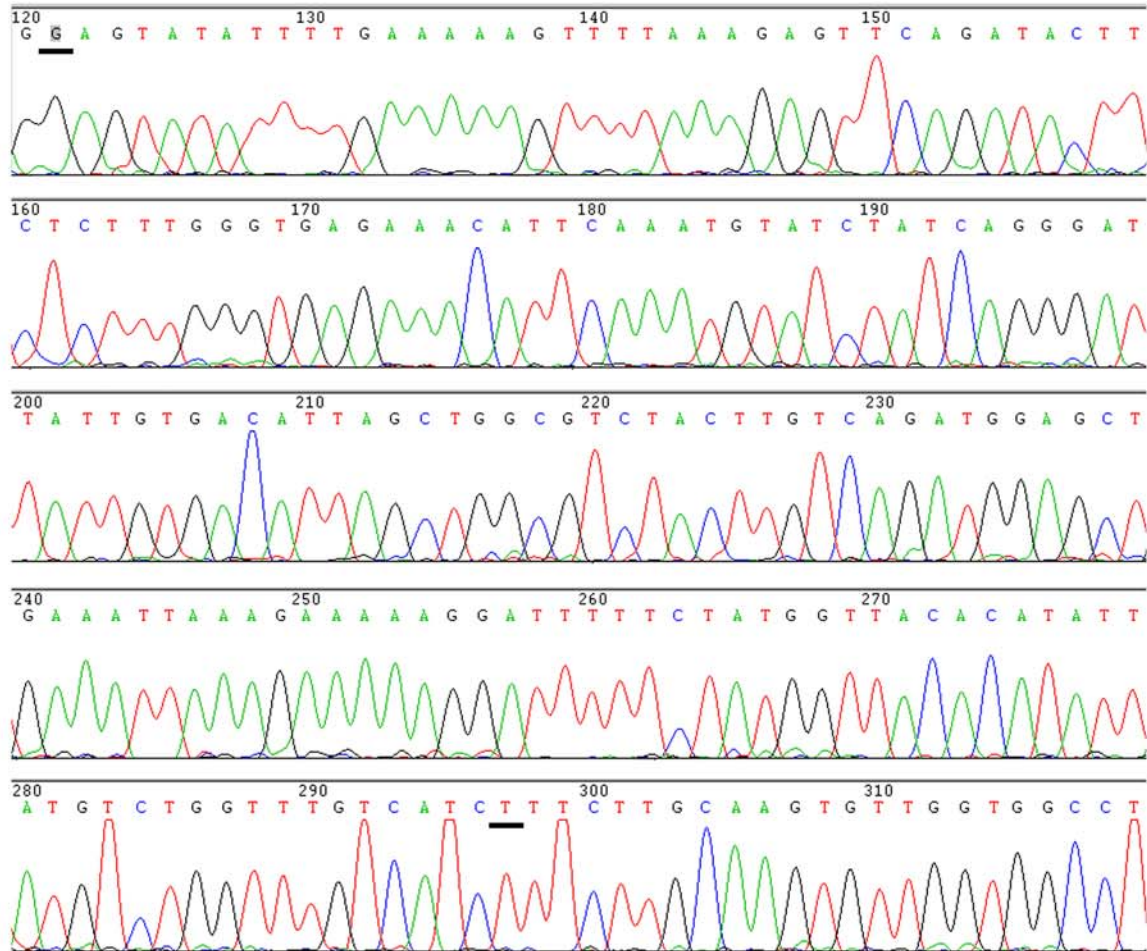 120 130 140 150
G G A G T A T A T T T T G A A A A A G T T T T A A A G A G T T C A G A T A C T T
160 170 180 190
C T C T T T G G G T G A G A A A C A T T C A A A T G T A T C T A T C A G G G A T
200 210 220 230
T A T T G T G A C A T T A G C T G G C G T C T A C T T G T C A G A T G G A G C T
240 250 260 270
G A A A T T A A A G A A A A A G G A T T T T T C T A T G G T T A C A C A T A T T
280 290 300 310
A T G T C T G G T T T G T C A T C T T T C T T G C A A G T G T T G G T G G C C T